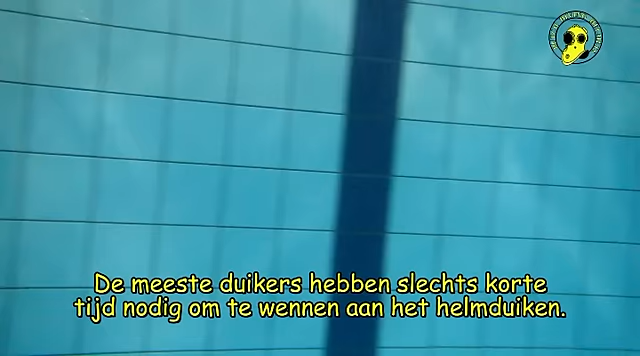 De meeste duikers hebben slechts korte
tijd nodig om te wennen aan het helmduiken.